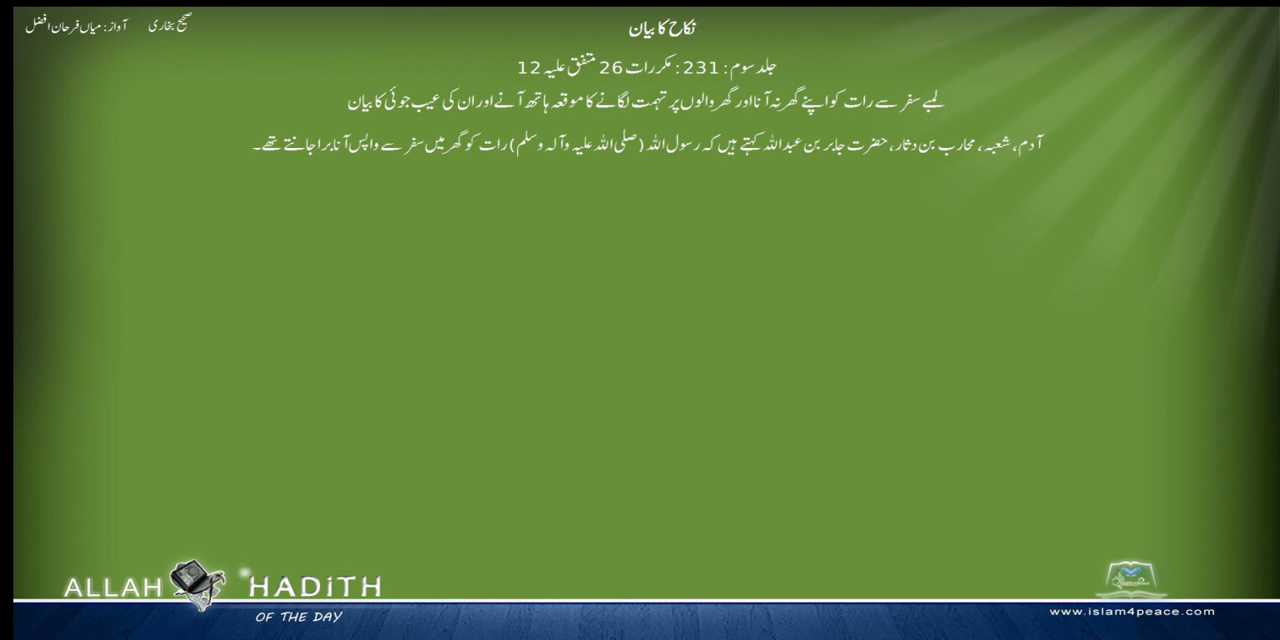 صحیح بخاری
آواز: میاں فرحان افضل
نکاح کا بیان
جلد سوم : 231 : مکررات 26 متفق علیہ 12
لمبے سفر سے رات کو اپنے گھر نہ آنا اور گھر والوں پر تہمت لگانے کا موقعہ ہاتھ آنے اور ان کی عیب جوئی کا بیان
آدم، شعبہ، محارب بن دثار، حضرت جابر بن عبداللہ کہتے ہیں کہ رسول اللہ (صلی اللہ علیہ وآلہ وسلم) رات کو گھر میں سفر سے واپس آنا برا جانتے تھے۔
ALLAH HADITH
OF THE DAY
www.islam4peace.com